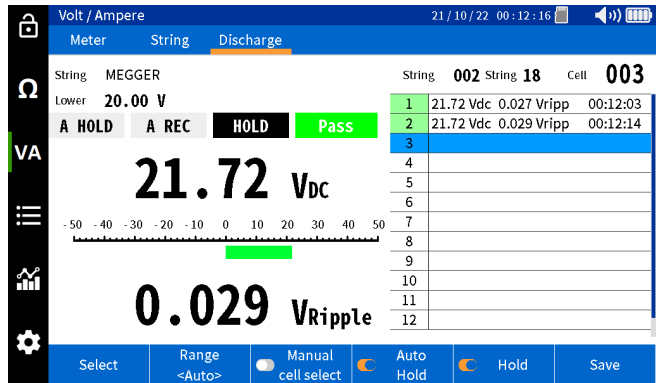 Volt / Ampere 21/10/22 00:12:16
Meter String Discharge
String MEGGER
Lower 20.00 V
A HOLD A REC HOLD Pass
21.72 VDC
-50 -40 -30 -20 -10 0 10 20 30 40 50
0.029 VRipple
String 002 String 18 Cell 003
1 21.72 Vdc 0.027 Vripp 00:12:03
2 21.72 Vdc 0.029 Vripp 00:12:14
3
4
5
6
7
8
9
10
11
12
Ω
VA
Select
Range
<Auto>
Manual
cell select
Auto
Hold
Hold
Save